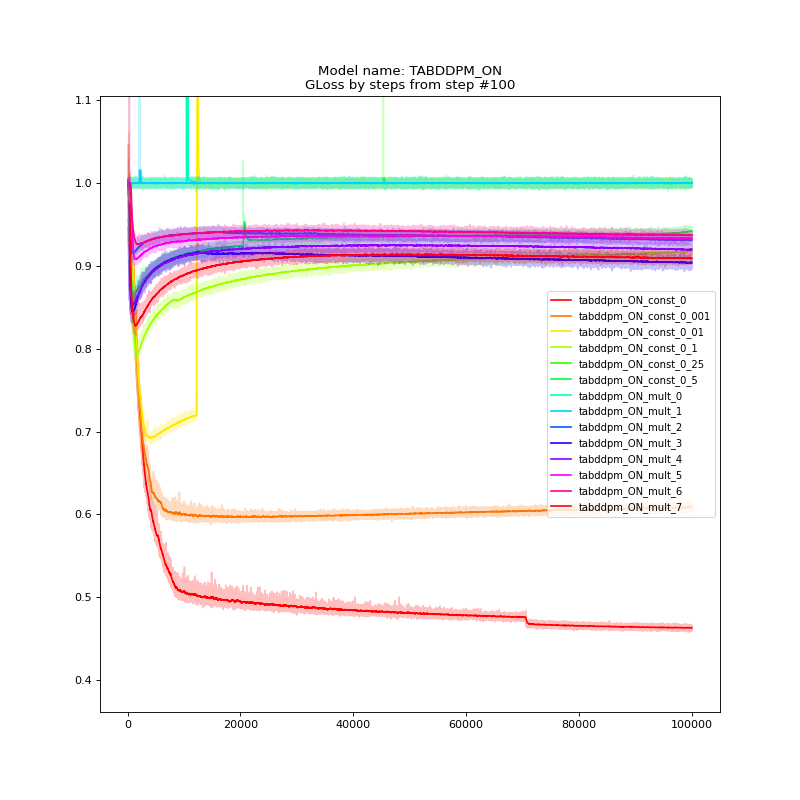 Model name: TABDDPM_ON
GLoss by steps from step #100
1.1
1.0
0.9
0.8
0.7
0.6
0.5
0.4
0
20000
40000
60000
80000
100000
tabddpm_ON_const_0
tabddpm_ON_const_0_001
tabddpm_ON_const_0_01
tabddpm_ON_const_0_1
tabddpm_ON_const_0_25
tabddpm_ON_const_0_5
tabddpm_ON_mult_0
tabddpm_ON_mult_1
tabddpm_ON_mult_2
tabddpm_ON_mult_3
tabddpm_ON_mult_4
tabddpm_ON_mult_5
tabddpm_ON_mult_6
tabddpm_ON_mult_7